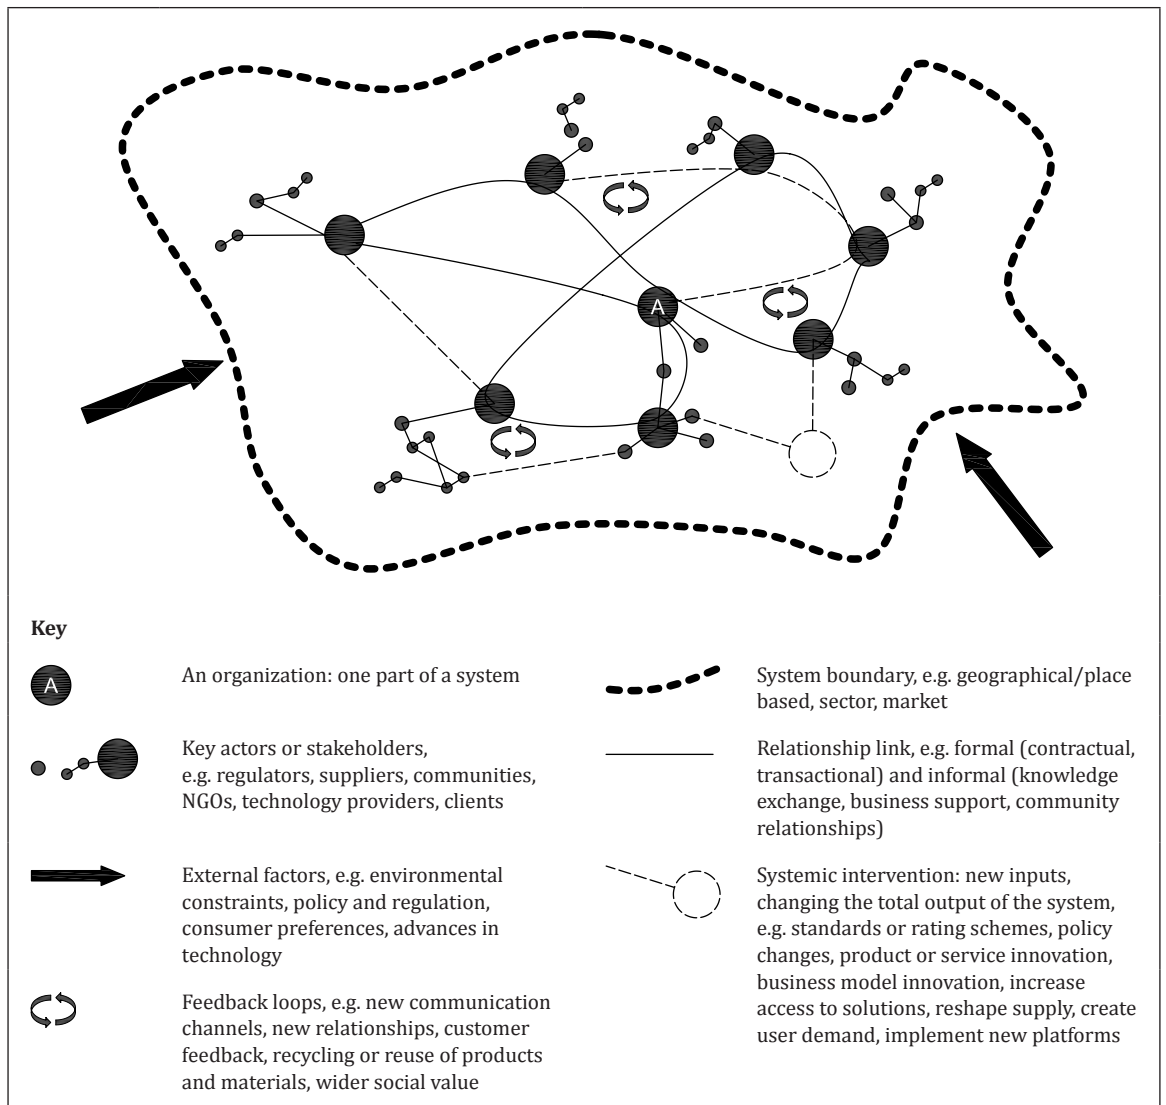 A
Key
A
An organization: one part of a system
Key actors or stakeholders,
e.g. regulators, suppliers, communities,
NGOs, technology providers, clients
External factors, e.g. environmental
constraints, policy and regulation,
consumer preferences, advances in
technology
Feedback loops, e.g. new communication
channels, new relationships, customer
feedback, recycling or reuse of products
and materials, wider social value
System boundary, e.g. geographical/place
based, sector, market
Relationship link, e.g. formal (contractual,
transactional) and informal (knowledge
exchange, business support, community
relationships)
Systemic intervention: new inputs,
changing the total output of the system,
e.g. standards or rating schemes, policy
changes, product or service innovation,
business model innovation, increase
access to solutions, reshape supply, create
user demand, implement new platforms